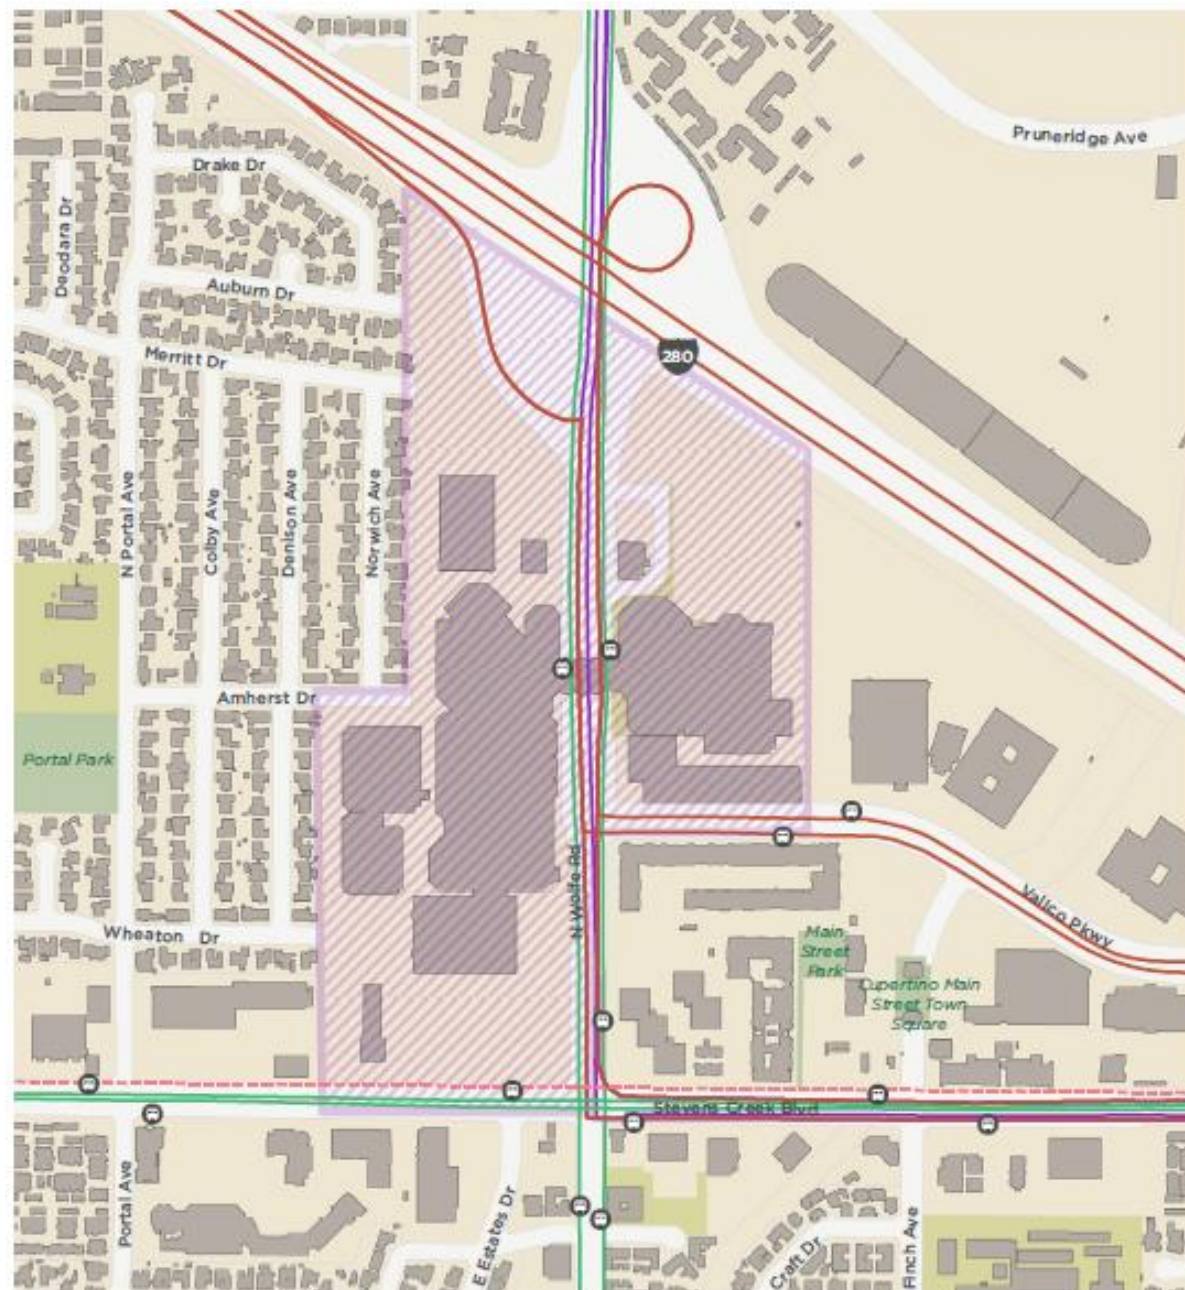 Pruneridge Ave
Drake Dr
Deodara Dr
Auburn Dr
Merritt Dr
280
N Portal Ave
Colby Ave
Denison Ave
Norwich Ave
Amherst Dr
Portal Park
N Wolfe Rd
Vallco Pkwy
Wheaton Dr
Main
Street
Park
Cupertino Main
Street Town
Square
Stevens Creek Blvd
Portal Ave
E Estates Dr
Craft Dr
Finch Ave